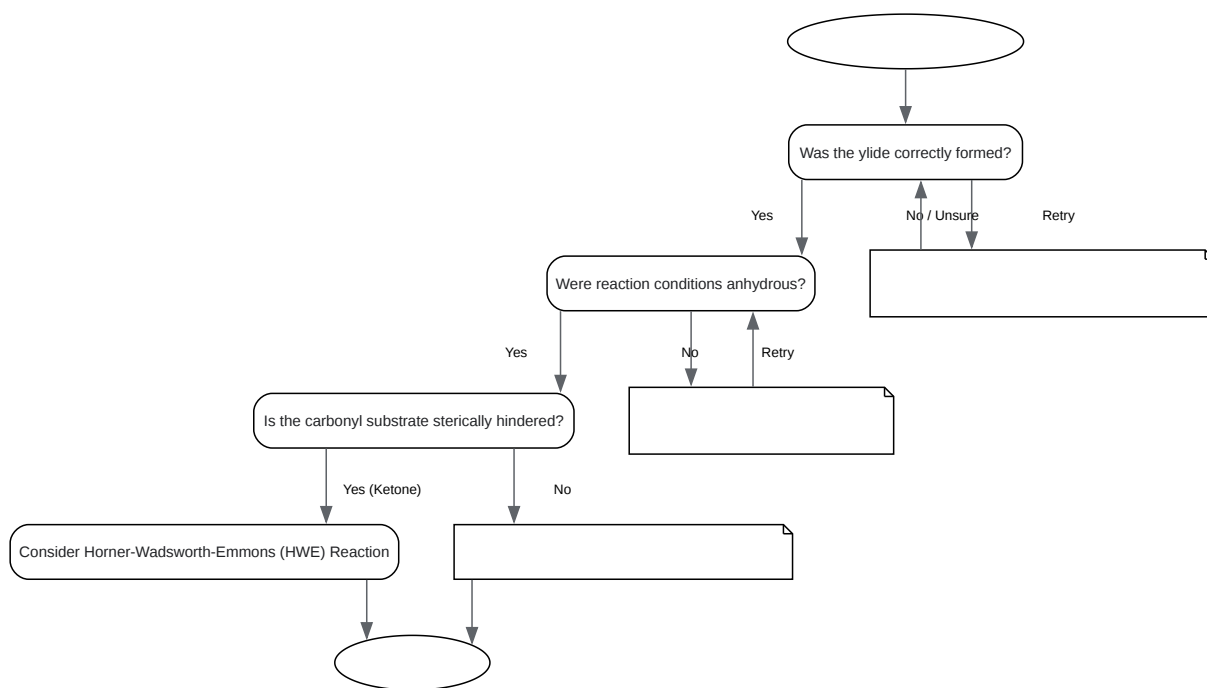 Was the ylide correctly formed?
Yes
No / Unsure
Retry
Were reaction conditions anhydrous?
Yes
No
Retry
Is the carbonyl substrate sterically hindered?
Yes (Ketone)
No
Consider Horner-Wadsworth-Emmons (HWE) Reaction